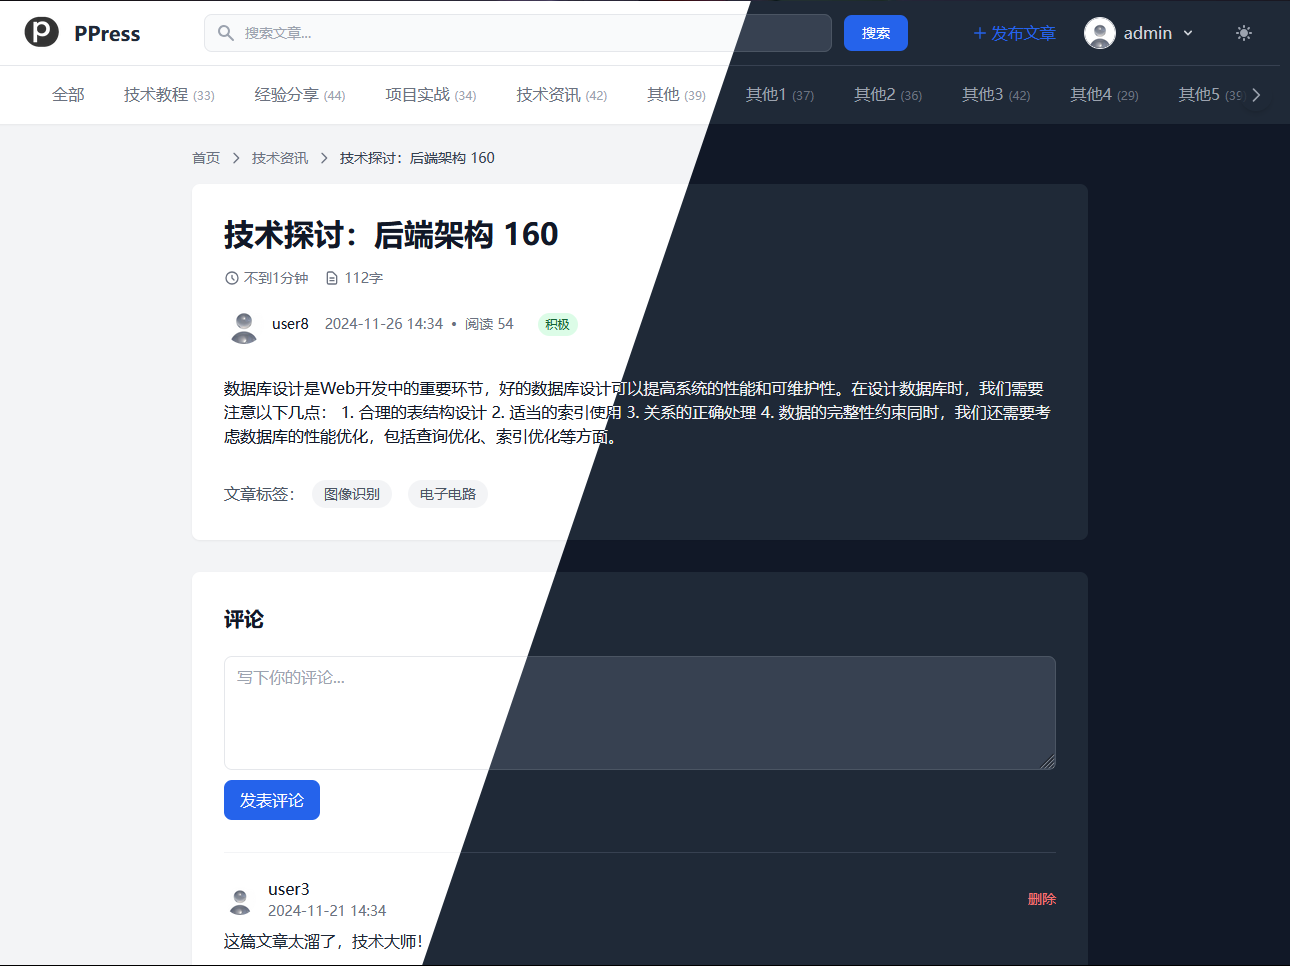 PPress
搜索文章...
搜索
+ 发布文章
admin
全部 技术教程 (33) 经验分享 (44) 项目实战 (34) 技术资讯 (42) 其他 (39) 其他1 (37) 其他2 (36) 其他3 (42) 其他4 (29) 其他5 (39
首页 > 技术资讯 > 技术探讨：后端架构 160
技术探讨：后端架构 160
不到1分钟 112字
user8 2024-11-26 14:34 • 阅读 54 积极
数据库设计是Web开发中的重要环节，好的数据库设计可以提高系统的性能和可维护性。在设计数据库时，我们需要
注意以下几点： 1. 合理的表结构设计 2. 适当的索引使用 3. 关系的正确处理 4. 数据的完整性约束同时，我们还需要考
虑数据库的性能优化，包括查询优化、索引优化等方面。
文章标签： 图像识别 电子电路
评论
写下你的评论...
发表评论
user3
2024-11-21 14:34
删除
这篇文章太溜了，技术大师！